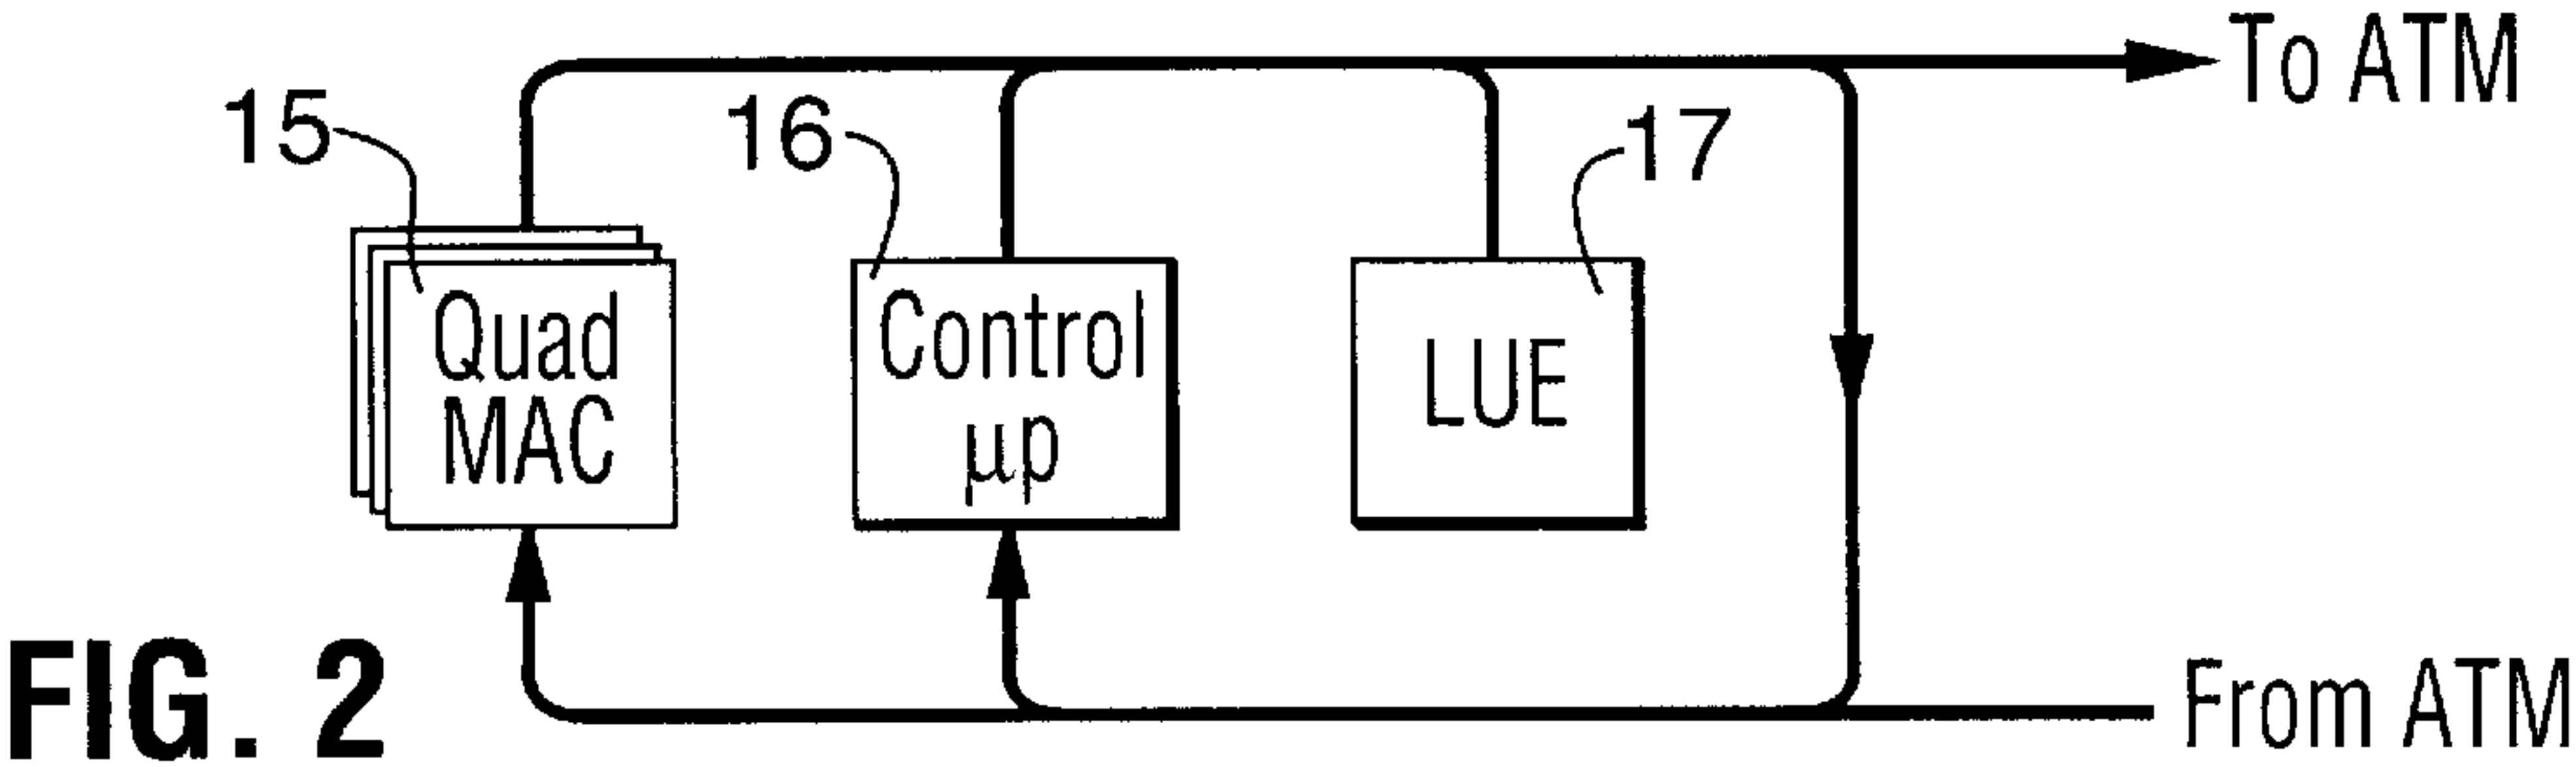 To ATM
15
16
17
Quad
MAC
Control
μp
LUE
FIG. 2
From ATM